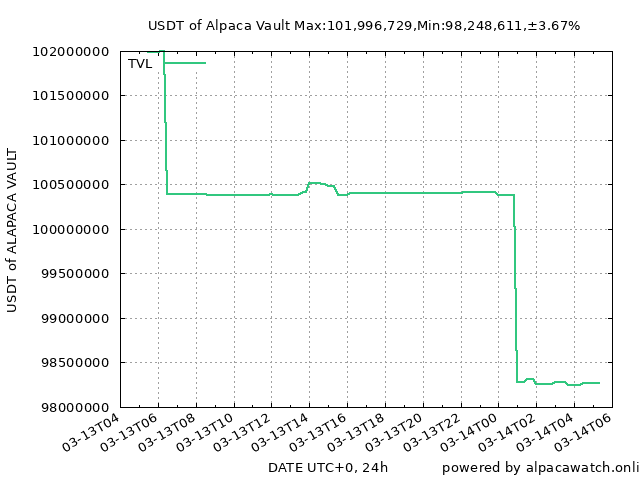 USDT of Alpaca Vault Max:101,996,729,Min:98,248,611,±3.67%
102000000
TVL
101500000
101000000
100500000
100000000
99500000
99000000
98500000
98000000
USDT of ALAPACA VAULT
03-13T04
03-13T06
03-13T08
03-13T10
03-13T12
03-13T14
03-13T16
03-13T18
03-13T20
03-13T22
03-14T00
03-14T02
03-14T04
03-14T06
DATE UTC+0, 24h
powered by alpacawatch.onli